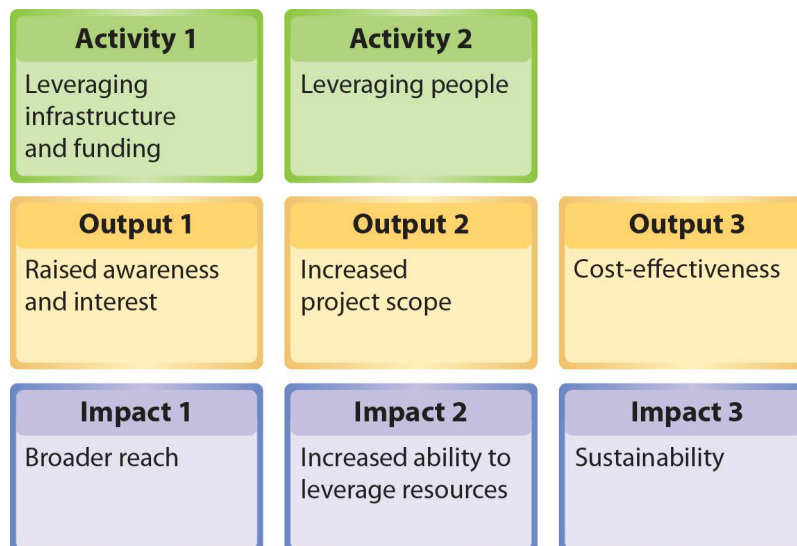 Activity 1
Leveraging
infrastructure
and funding
Activity 2
Leveraging people
Output 1
Raised awareness
and interest
Output 2
Increased
project scope
Output 3
Cost-effectiveness
Impact 1
Broader reach
Impact 2
Increased ability to
leverage resources
Impact 3
Sustainability